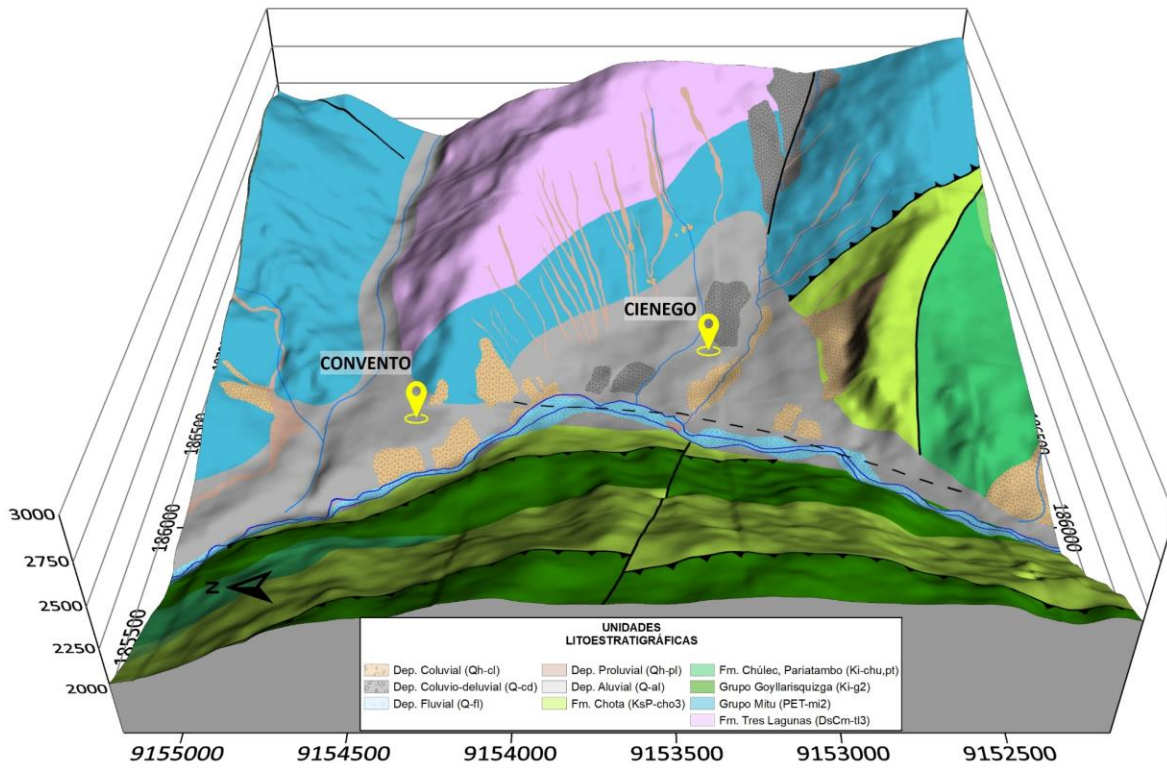 CIENEGO
CONVENTO
186500
186500
186000
186000
185500
3000
2750
2500
2250
2000
N
UNIDADES
LITOESTRATIGRÁFICAS
Dep. Coluvial (Qh-cl)
Dep. Coluvio-deluvial (Q-cd)
Dep. Fluvial (Q-fl)
Dep. Proluvial (Qh-pl)
Dep. Aluvial (Q-al)
Fm. Chota (KsP-cho3)
Fm. Chúlec, Pariatambo (Ki-chu,pt)
Grupo Goyllarisquizga (Ki-g2)
Grupo Mitu (PET-mi2)
Fm. Tres Lagunas (DsCm-tl3)
9155000
9154500
9154000
9153500
9153000
9152500